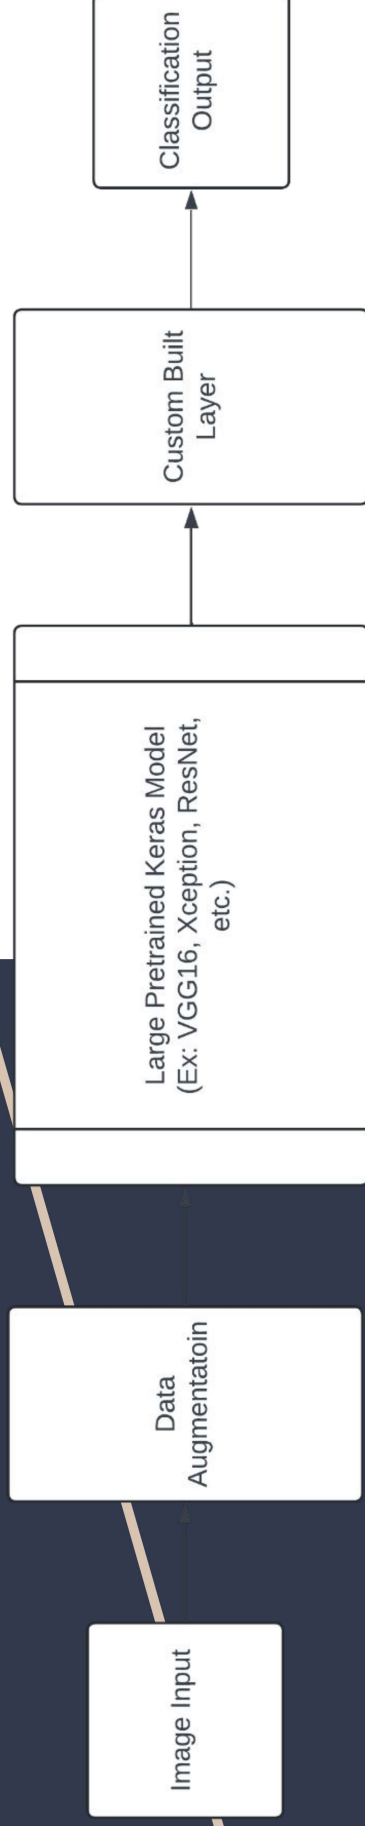 Image Input
Data
Augmentatoin
Large Pretrained Keras Model
(Ex: VGG16, Xception, ResNet,
etc.)
Custom Built
Layer
Classification
Output